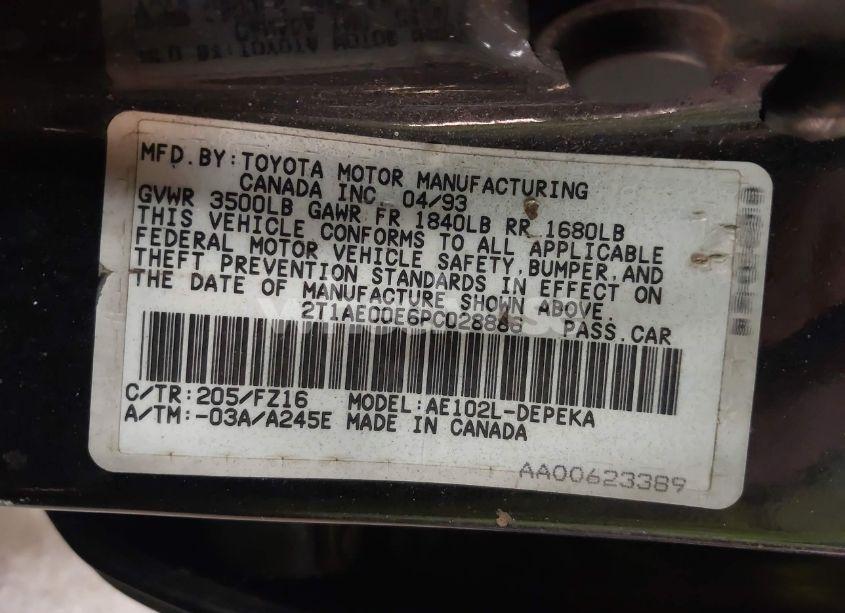 MFD.BY:TOYOTA MOTOR MANUFACTURING
CANADA INC. 04/93
GVWR 3500LB GAWR FR 1840LB RR 1680LB
THIS VEHICLE CONFORMS TO ALL APPLICABLE
FEDERAL MOTOR VEHICLE SAFETY,BUMPER,AND
THEFT PREVENTION STANDARDS IN EFFECT ON
THE DATE OF MANUFACTURE SHOWN ABOVE.
2T1AE00E6PC028886 PASS.CAR
C/TR:205/FZ16 MODEL:AE102L-DEPEKA
A/TM:-03A/A245E MADE IN CANADA
AA00623389